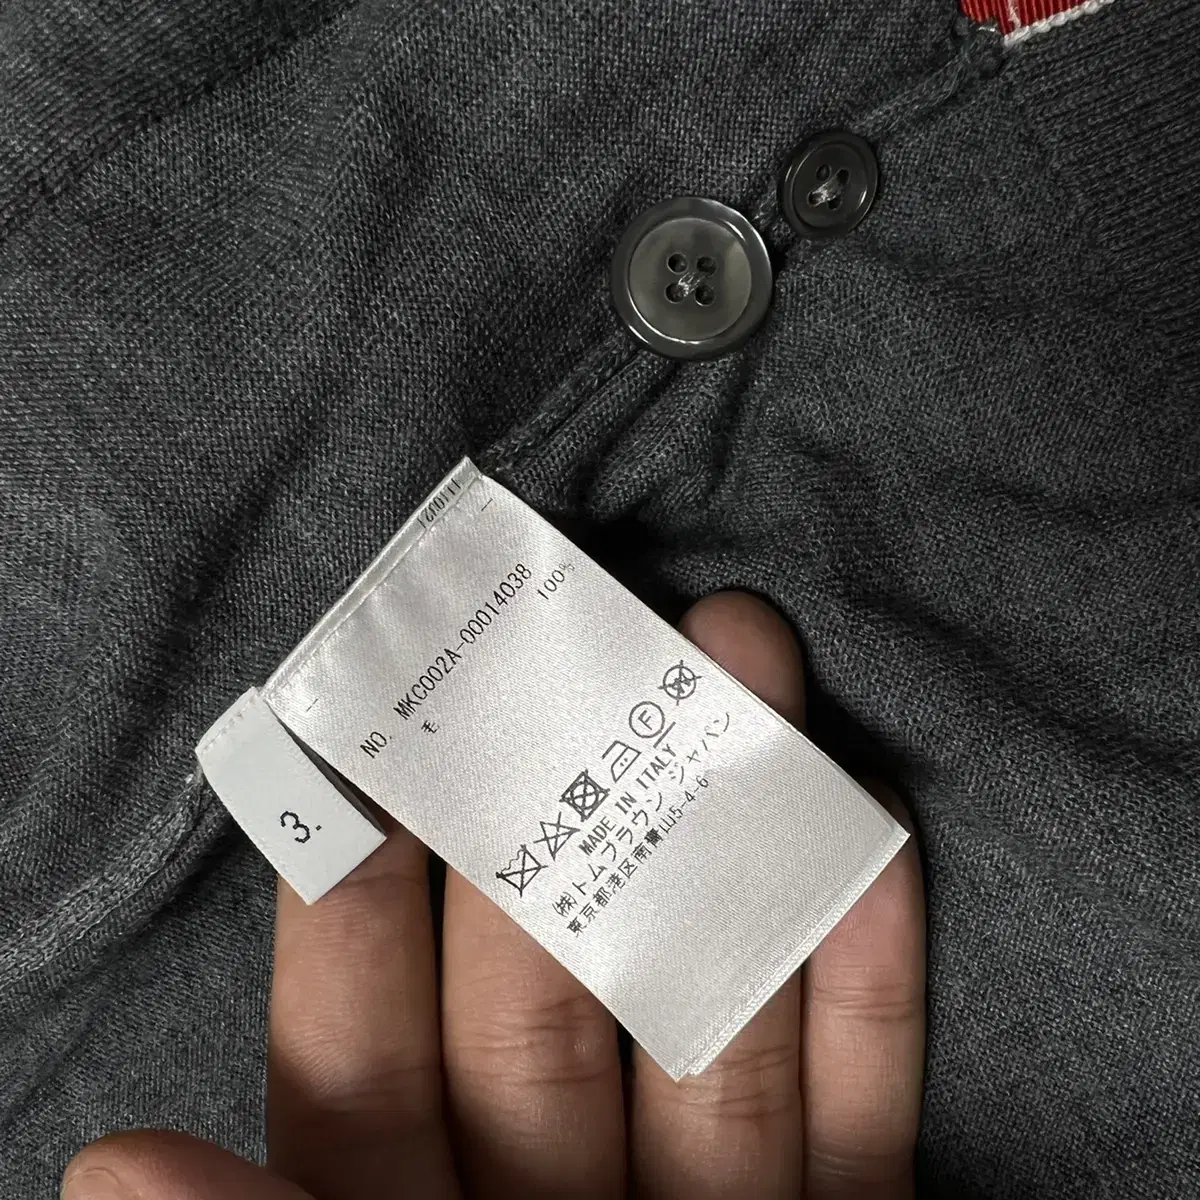 NO. MKC002A-00014038
毛 100%
F
W
MADE IN ITALY
(株)トムブラウン ジャパン
東京都港区南青山5-4-6
3.